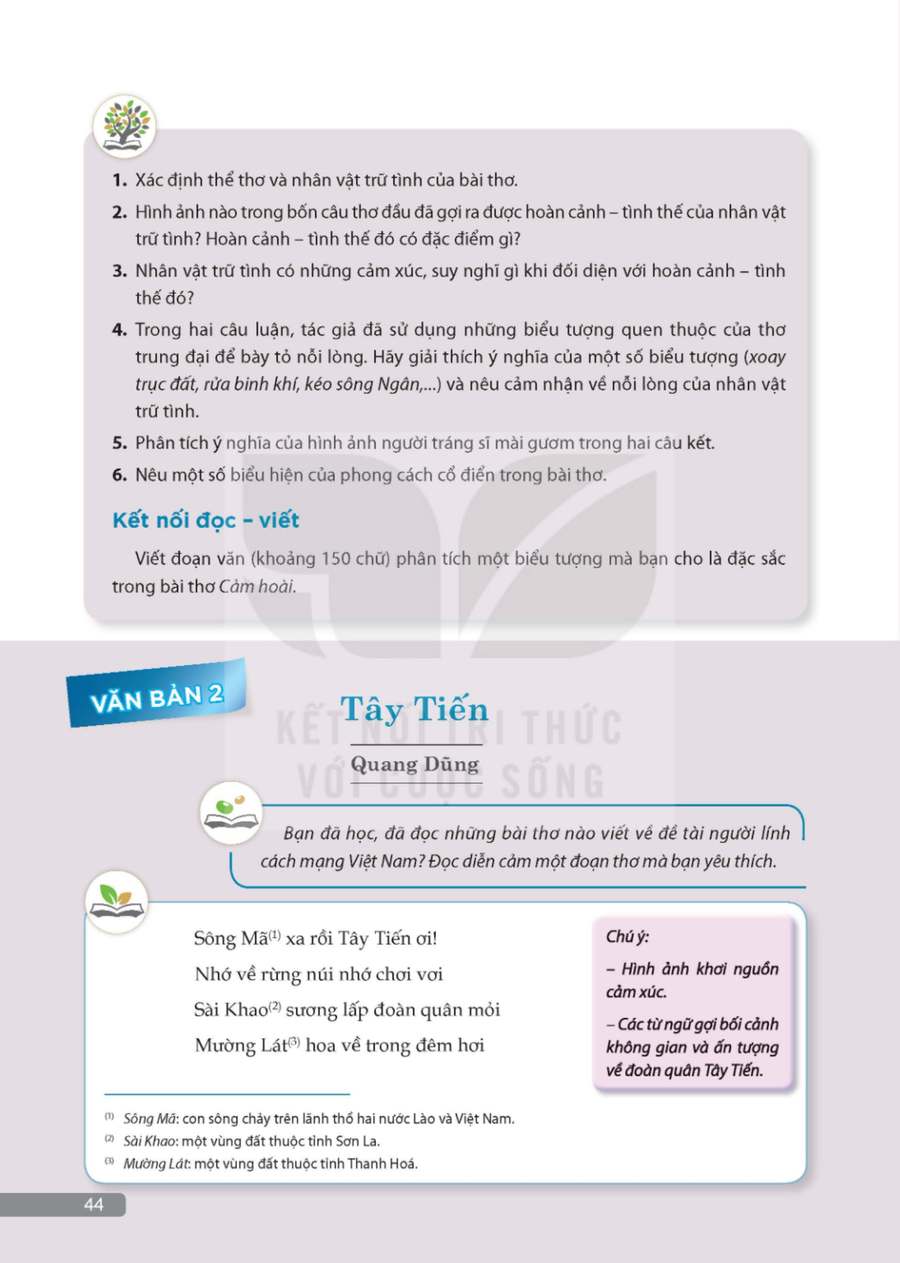 1. Xác định thể thơ và nhân vật trữ tình của bài thơ.
2. Hình ảnh nào trong bốn câu thơ đầu đã gợi ra được hoàn cảnh – tình thế của nhân vật
trữ tình? Hoàn cảnh – tình thế đó có đặc điểm gì?
3. Nhân vật trữ tình có những cảm xúc, suy nghĩ gì khi đối diện với hoàn cảnh – tình
thế đó?
4. Trong hai câu luận, tác giả đã sử dụng những biểu tượng quen thuộc của thơ
trung đại để bày tỏ nỗi lòng. Hãy giải thích ý nghĩa của một số biểu tượng (xoay
trục đất, rửa binh khí, kéo sông Ngân,...) và nêu cảm nhận về nỗi lòng của nhân vật
trữ tình.
5. Phân tích ý nghĩa của hình ảnh người tráng sĩ mài gươm trong hai câu kết.
6. Nêu một số biểu hiện của phong cách cổ điển trong bài thơ.
Kết nối đọc – viết
Viết đoạn văn (khoảng 150 chữ) phân tích một biểu tượng mà bạn cho là đặc sắc
trong bài thơ Cảm hoài.
VĂN BẢN 2
Tây Tiến
KẾT NỐI TRI THỨC
Quang Dũng
VỚI CUỘC SỐNG
Bạn đã học, đã đọc những bài thơ nào viết về đề tài người lính
cách mạng Việt Nam? Đọc diễn cảm một đoạn thơ mà bạn yêu thích.
Sông Mã(1) xa rồi Tây Tiến ơi!
Nhớ về rừng núi nhớ chơi vơi
Sài Khao(2) sương lấp đoàn quân mỏi
Mường Lát(3) hoa về trong đêm hơi
Chú ý:
– Hình ảnh khơi nguồn
cảm xúc.
– Các từ ngữ gợi bối cảnh
không gian và ấn tượng
về đoàn quân Tây Tiến.
(1) Sông Mã: con sông chảy trên lãnh thổ hai nước Lào và Việt Nam.
(2) Sài Khao: một vùng đất thuộc tỉnh Sơn La.
(3) Mường Lát: một vùng đất thuộc tỉnh Thanh Hoá.
44